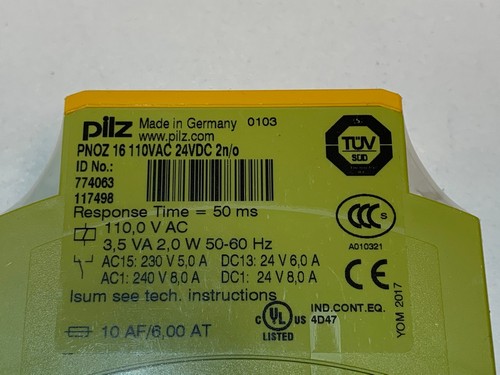 pilz Made in Germany 0103
www.pilz.com
PNOZ 16 110VAC 24VDC 2n/o
ID No.:
774063
117498
TÜV
SÜD
Response Time = 50 ms
110,0 V AC
3,5 VA 2,0 W 50-60 Hz
CCC S
A010321
AC15: 230 V 5,0 A DC13: 24 V 6,0 A
AC1: 240 V 8,0 A DC1: 24 V 8,0 A
CE
Isum see tech. instructions
10 AF/6,00 AT
C UL US
LISTED
IND.CONT.EQ.
4D47
YOM 2017